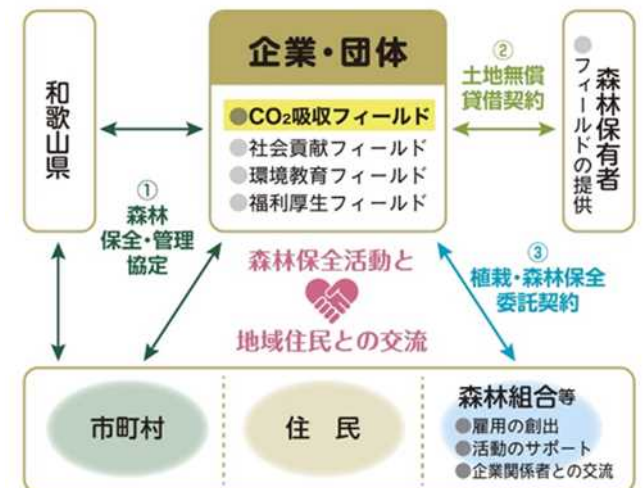 企業・団体
●CO₂吸収フィールド
●社会貢献フィールド
●環境教育フィールド
●福利厚生フィールド
和歌山県
①
森林
保全・管理
協定
②
土地無償
貸借契約
森林保有者
●フィールドの提供
森林保全活動と
地域住民との交流
③
植栽・森林保全
委託契約
市町村
住 民
森林組合等
●雇用の創出
●活動のサポート
●企業関係者との交流